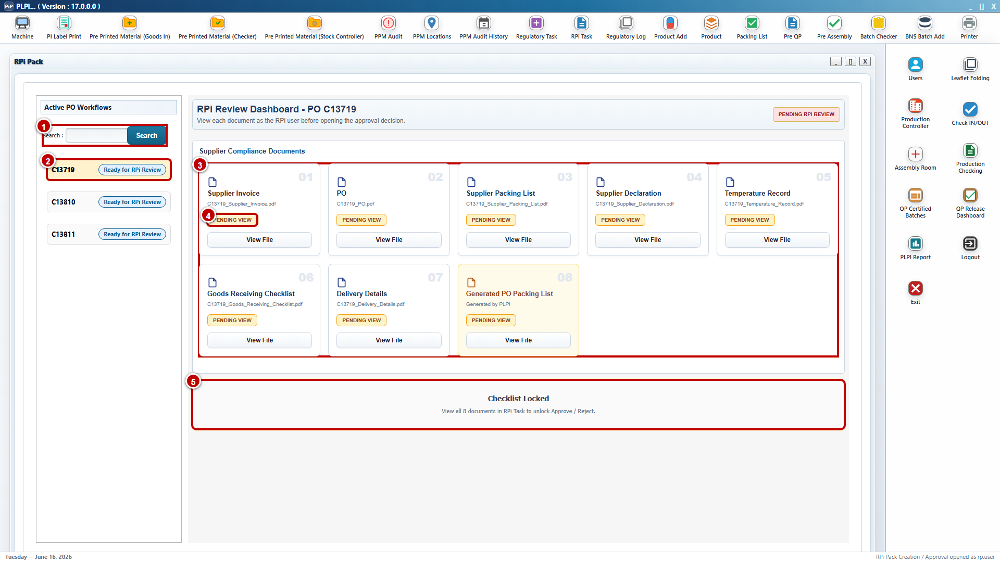 PiP PLPI... ( Version : 17.0.0.0 ) -
_ [] X
Machine
PI Label Print
Pre Printed Material (Goods In)
Pre Printed Material (Checker)
Pre Printed Material (Stock Controller)
PPM Audit
PPM Locations
PPM Audit History
Regulatory Task
RPi Task
Regulatory Log
Product Add
Product
Packing List
Pre QP
Pre Assembly
Batch Checker
BNS Batch Add
Printer
RPi Pack
_ [] X
Active PO Workflows
1
Search :
Search
2
C13719 Ready for RPi Review
C13810 Ready for RPi Review
C13811 Ready for RPi Review
RPi Review Dashboard - PO C13719
View each document as the RPi user before opening the approval decision.
PENDING RPI REVIEW
Supplier Compliance Documents
3
01
Supplier Invoice
C13719_Supplier_Invoice.pdf
4
PENDING VIEW
View File
02
PO
C13719_PO.pdf
PENDING VIEW
View File
03
Supplier Packing List
C13719_Supplier_Packing_List.pdf
PENDING VIEW
View File
04
Supplier Declaration
C13719_Supplier_Declaration.pdf
PENDING VIEW
View File
05
Temperature Record
C13719_Temperature_Record.pdf
PENDING VIEW
View File
06
Goods Receiving Checklist
C13719_Goods_Receiving_Checklist.pdf
PENDING VIEW
View File
07
Delivery Details
C13719_Delivery_Details.pdf
PENDING VIEW
View File
08
Generated PO Packing List
Generated by PLPI
PENDING VIEW
View File
5
Checklist Locked
View all 8 documents in RPi Task to unlock Approve / Reject.
Users
Leaflet Folding
Production
Controller
Check IN/OUT
Assembly Room
Production
Checking
QP Certified
Batches
QP Release
Dashboard
PLPI Report
Logout
Exit
Tuesday -- June 16, 2026
RPi Pack Creation / Approval opened as rp.user